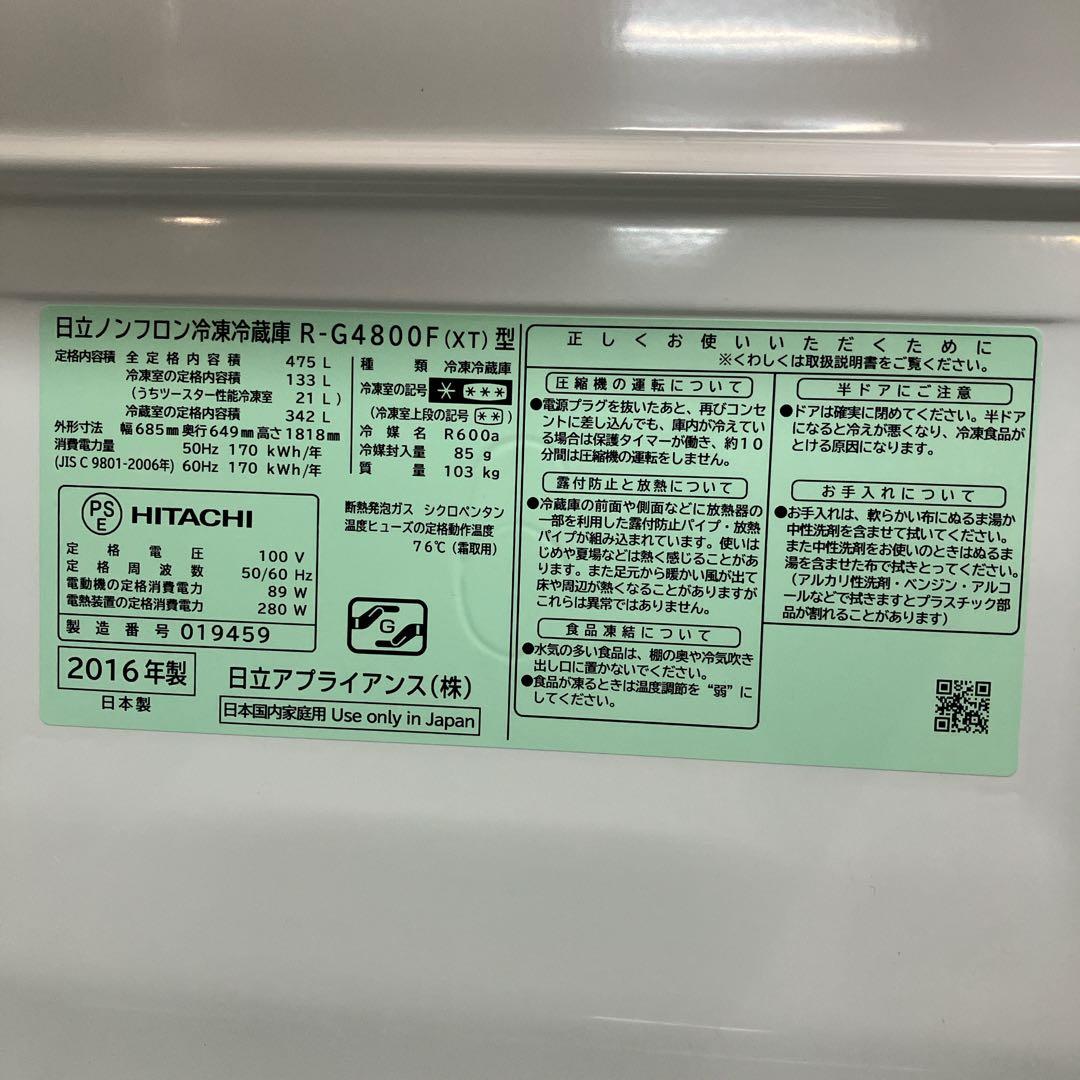 日立ノンフロン冷凍冷蔵庫 R-G4800F(XT)型
定格内容積 全定格内容積 475 L
冷凍室の定格内容積 133 L
(うちツースター性能冷凍室 21 L)
冷蔵室の定格内容積 342 L
外形寸法 幅685mm奥行649mm高さ1818mm
消費電力量 50Hz 170 kWh/年
(JIS C 9801-2006年) 60Hz 170 kWh/年
種類 冷凍冷蔵庫
冷凍室の記号 * ***
(冷凍室上段の記号 **)
冷媒名 R600a
冷媒封入量 85 g
質量 103 kg
PSE HITACHI
定格電圧 100 V
定格周波数 50/60 Hz
電動機の定格消費電力 89 W
電熱装置の定格消費電力 280 W
製造番号 019459
断熱発泡ガス シクロペンタン
温度ヒューズの定格動作温度
76℃(霜取用)
G
2016年製
日本製
日立アプライアンス(株)
日本国内家庭用 Use only in Japan
正しくお使いいただくために
※くわしくは取扱説明書をご覧ください。
圧縮機の運転について
●電源プラグを抜いたあと、再びコンセ
ントに差し込んでも、庫内が冷えてい
る場合は保護タイマーが働き、約10
分間は圧縮機の運転をしません。
露付防止と放熱について
●冷蔵庫の前面や側面などに放熱器の
一部を利用した露付防止パイプ・放熱
パイプが組み込まれています。使いは
じめや夏場などは熱く感じることがあ
ります。また足元から暖かい風が出て
床や周辺が熱くなることがありますが
これらは異常ではありません。
食品凍結について
●水気の多い食品は、棚の奥や冷気吹き
出し口に置かないでください。
●食品が凍るときは温度調節を“弱”に
してください。
半ドアにご注意
●ドアは確実に閉めてください。半ドア
になると冷えが悪くなり、冷凍食品が
とける原因になります。
お手入れについて
●お手入れは、軟らかい布にぬるま湯か
中性洗剤を含ませて拭いてください。
また中性洗剤をお使いのときはぬるま
湯を含ませた布で拭きとってください。
(アルカリ性洗剤・ベンジン・アルコ
ールなどで拭きますとプラスチック部
品が割れることがあります)